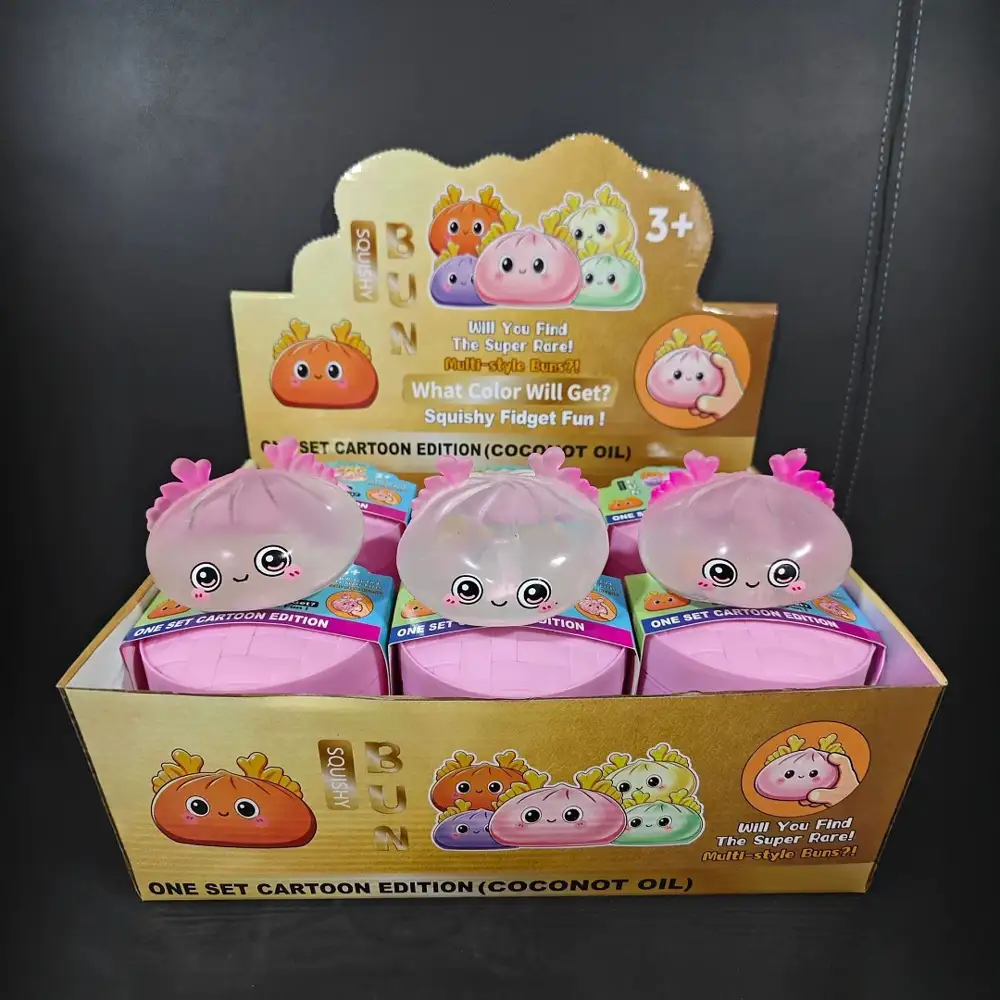 3+
SQUISHY
BUN
Will You Find
The Super Rare!
Multi-style Buns?!
What Color Will Get?
Squishy Fidget Fun !
SET CARTOON EDITION(COCONOT OIL)
ONE
ONE SET CARTOON EDITION
ONE SET CARTOON EDITION
ONE SET CARTOON EDITION
SQUISHY
BUN
Will You Find
The Super Rare!
Multi-style Buns?!
ONE SET CARTOON EDITION(COCONOT OIL)